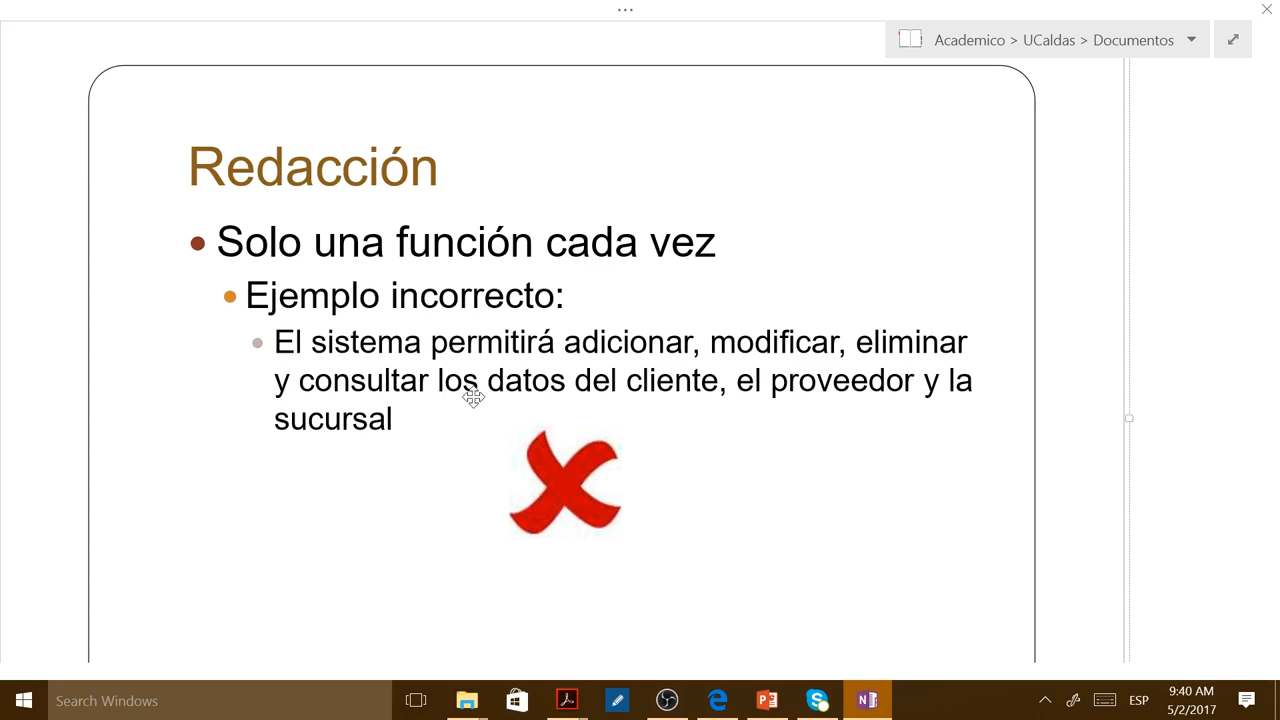 Academico > UCaldas > Documentos
Redacción
Solo una función cada vez
Ejemplo incorrecto:
El sistema permitirá adicionar, modificar, eliminar
y consultar los datos del cliente, el proveedor y la
sucursal
Search Windows
ESP
9:40 AM
5/2/2017